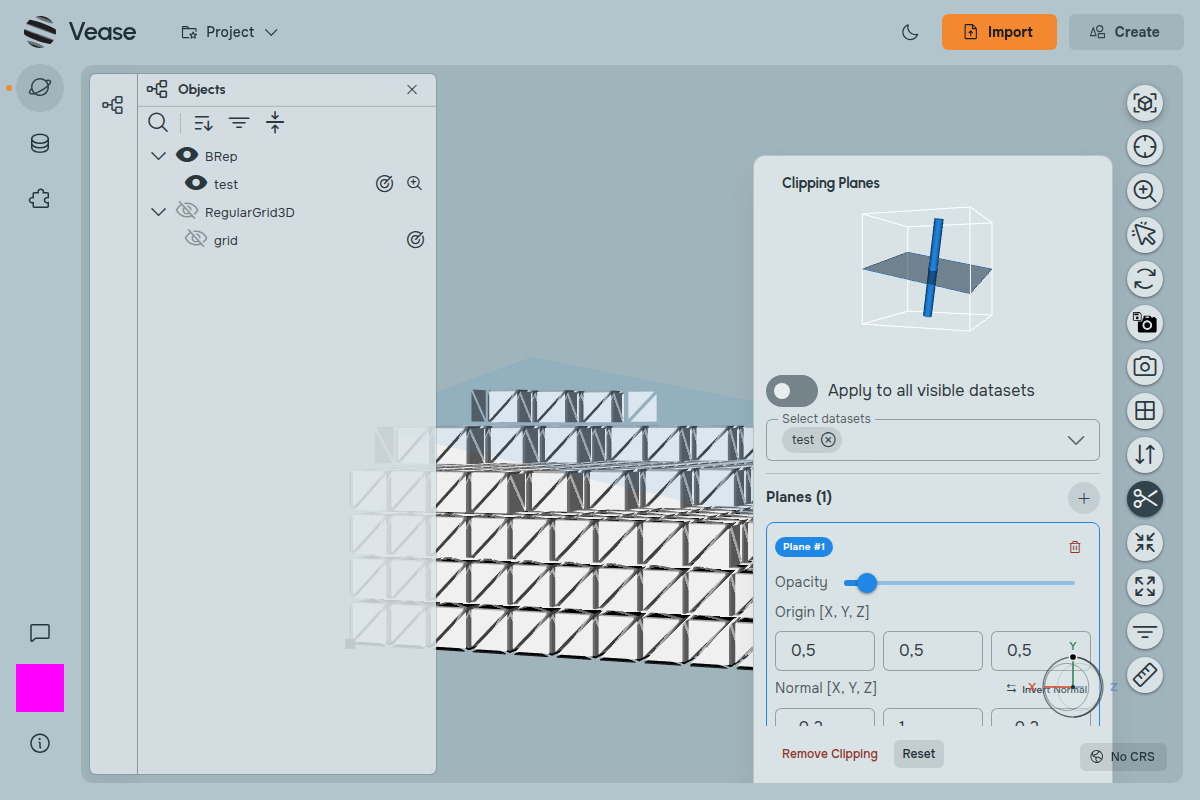 Vease
Project
Import
Create
Objects
BRep
test
RegularGrid3D
grid
Clipping Planes
Apply to all visible datasets
Select datasets
test
Planes (1)
Plane #1
Opacity
Origin [X, Y, Z]
0,5
0,5
0,5
Y
Normal [X, Y, Z]
Invert Normal
X
Z
Remove Clipping
Reset
No CRS